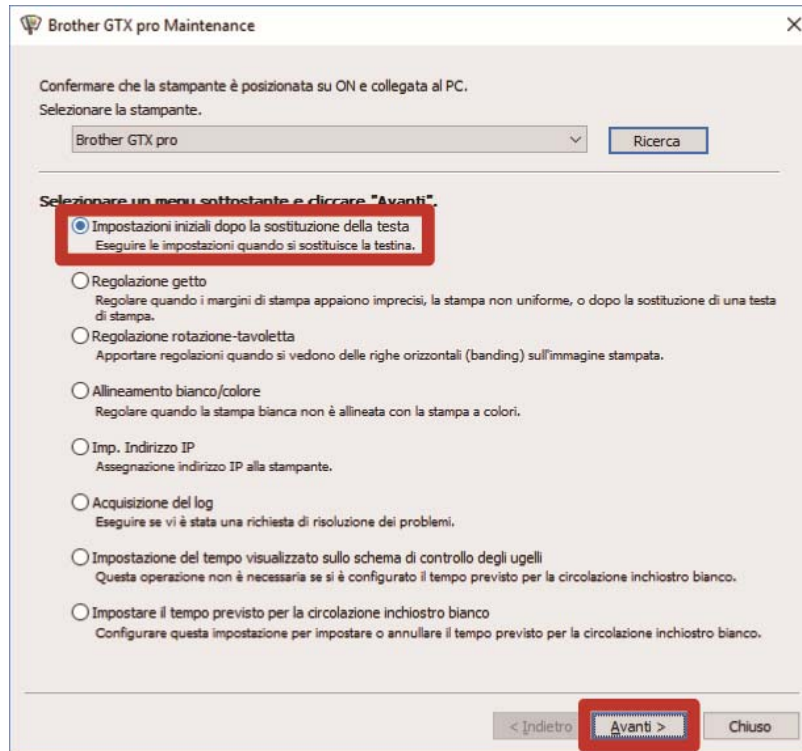 Brother GTX pro Maintenance
Confermare che la stampante è posizionata su ON e collegata al PC.
Selezionare la stampante.
Brother GTX pro
Ricerca
Selezionare un menu sottostante e cliccare "Avanti".
Impostazioni iniziali dopo la sostituzione della testa
Eseguire le impostazioni quando si sostituisce la testina.
Regolazione getto
Regolare quando i margini di stampa appaiono imprecisi, la stampa non uniforme, o dopo la sostituzione di una testa
di stampa.
Regolazione rotazione-tavoletta
Apportare regolazioni quando si vedono delle righe orizzontali (banding) sull'immagine stampata.
Allineamento bianco/colore
Regolare quando la stampa bianca non è allineata con la stampa a colori.
Imp. Indirizzo IP
Assegnazione indirizzo IP alla stampante.
Acquisizione del log
Eseguire se vi è stata una richiesta di risoluzione dei problemi.
Impostazione del tempo visualizzato sullo schema di controllo degli ugelli
Questa operazione non è necessaria se si è configurato il tempo previsto per la circolazione inchiostro bianco.
Impostare il tempo previsto per la circolazione inchiostro bianco
Configurare questa impostazione per impostare o annullare il tempo previsto per la circolazione inchiostro bianco.
< Indietro
Avanti >
Chiuso